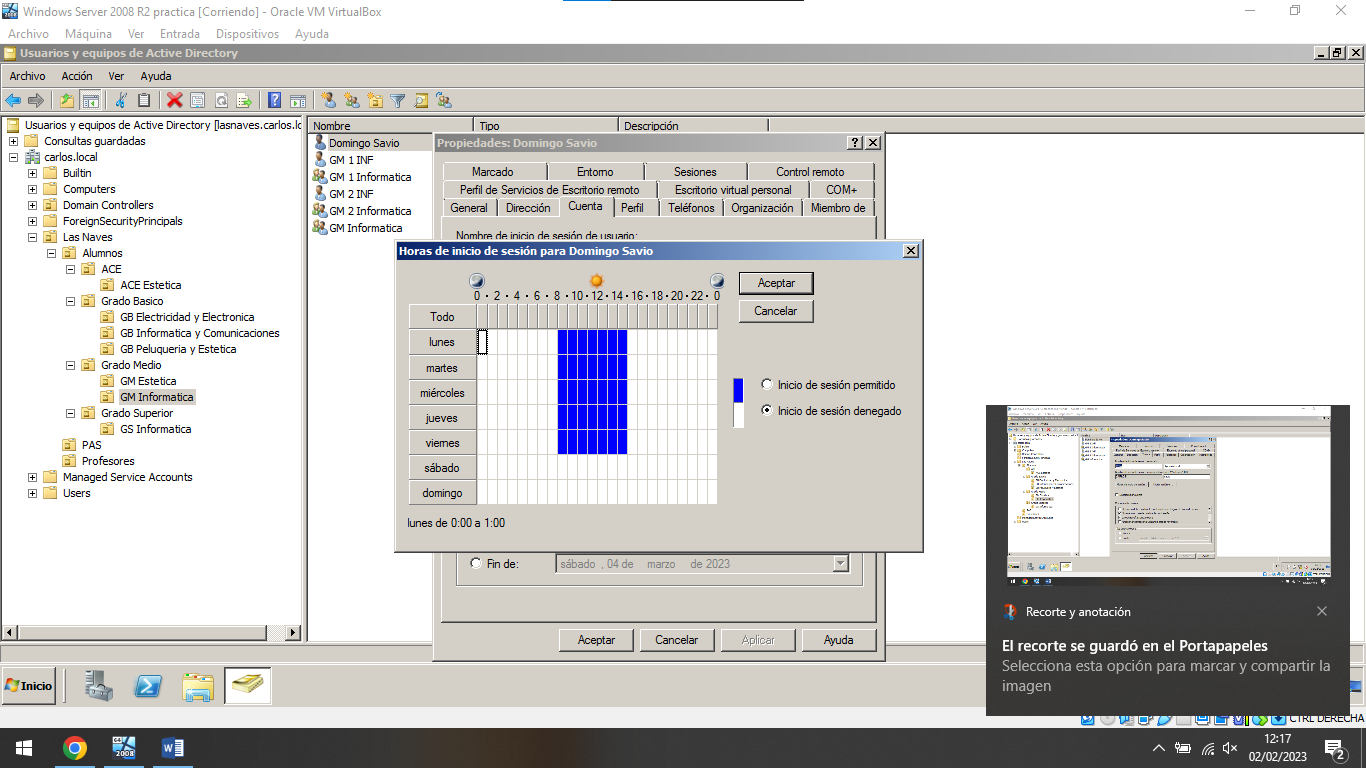 Windows Server 2008 R2 practica [Corriendo] - Oracle VM VirtualBox
Archivo Máquina Ver Entrada Dispositivos Ayuda
Usuarios y equipos de Active Directory
Archivo Acción Ver Ayuda
Usuarios y equipos de Active Directory [lasnaves.carlos.lo
Consultas guardadas
carlos.local
Builtin
Computers
Domain Controllers
ForeignSecurityPrincipals
Las Naves
Alumnos
ACE
ACE Estetica
Grado Basico
GB Electricidad y Electronica
GB Informatica y Comunicaciones
GB Peluqueria y Estetica
Grado Medio
GM Estetica
GM Informatica
Grado Superior
GS Informatica
PAS
Profesores
Managed Service Accounts
Users
Nombre Tipo Descripción
Domingo Savio
GM 1 INF
GM 1 Informatica
GM 2 INF
GM 2 Informatica
GM Informatica
Propiedades: Domingo Savio
Marcado Entorno Sesiones Control remoto
Perfil de Servicios de Escritorio remoto Escritorio virtual personal COM+
General Dirección Cuenta Perfil Teléfonos Organización Miembro de
Nombre de inicio de sesión de usuario:
Horas de inicio de sesión para Domingo Savio
0 · 2 · 4 · 6 · 8 · 10 · 12 · 14 · 16 · 18 · 20 · 22 · 0
Todo
lunes
martes
miércoles
jueves
viernes
sábado
domingo
lunes de 0:00 a 1:00
Aceptar
Cancelar
Inicio de sesión permitido
Inicio de sesión denegado
Fin de: sábado , 04 de marzo de 2023
Aceptar Cancelar Aplicar Ayuda
Recorte y anotación
El recorte se guardó en el Portapapeles
Selecciona esta opción para marcar y compartir la
imagen
Inicio
CTRL DERECHA
2008
12:17
02/02/2023
2